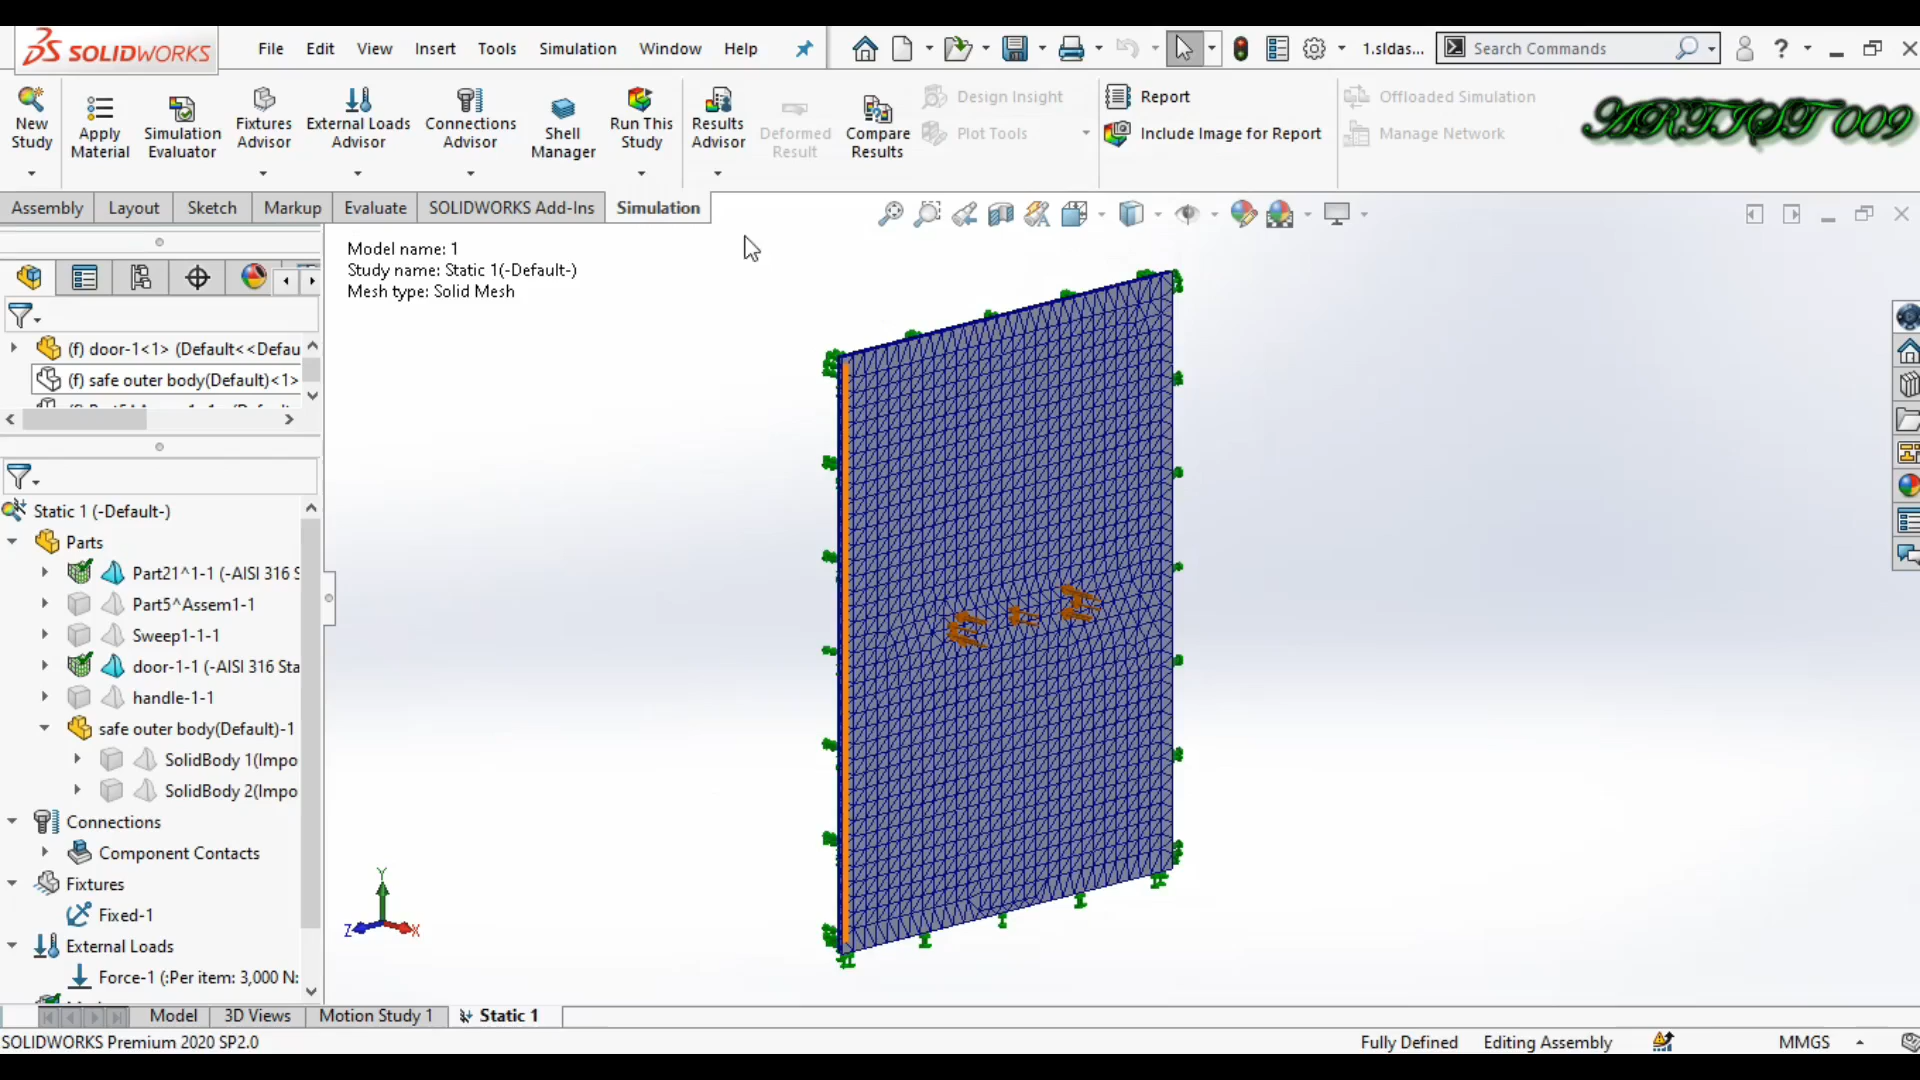 SOLIDWORKS
File Edit View Insert Tools Simulation Window Help
1.sldas...
Search Commands
New Study
Apply Material
Simulation Evaluator
Fixtures Advisor
External Loads Advisor
Connections Advisor
Shell Manager
Run This Study
Results Advisor
Deformed Result
Compare Results
Design Insight
Plot Tools
Report
Include Image for Report
Offloaded Simulation
Manage Network
ARTIST 009
Assembly Layout Sketch Markup Evaluate SOLIDWORKS Add-Ins Simulation
Model name: 1
Study name: Static 1(-Default-)
Mesh type: Solid Mesh
(f) door-1<1> (Default<<Defau
(f) safe outer body(Default)<1>
Static 1 (-Default-)
Parts
Part21^1-1 (-AISI 316 S
Part5^Assem1-1
Sweep1-1-1
door-1-1 (-AISI 316 Sta
handle-1-1
safe outer body(Default)-1
SolidBody 1(Impo
SolidBody 2(Impo
Connections
Component Contacts
Fixtures
Fixed-1
External Loads
Force-1 (:Per item: 3,000 N:
Y
Z X
Model 3D Views Motion Study 1 Static 1
SOLIDWORKS Premium 2020 SP2.0
Fully Defined Editing Assembly MMGS